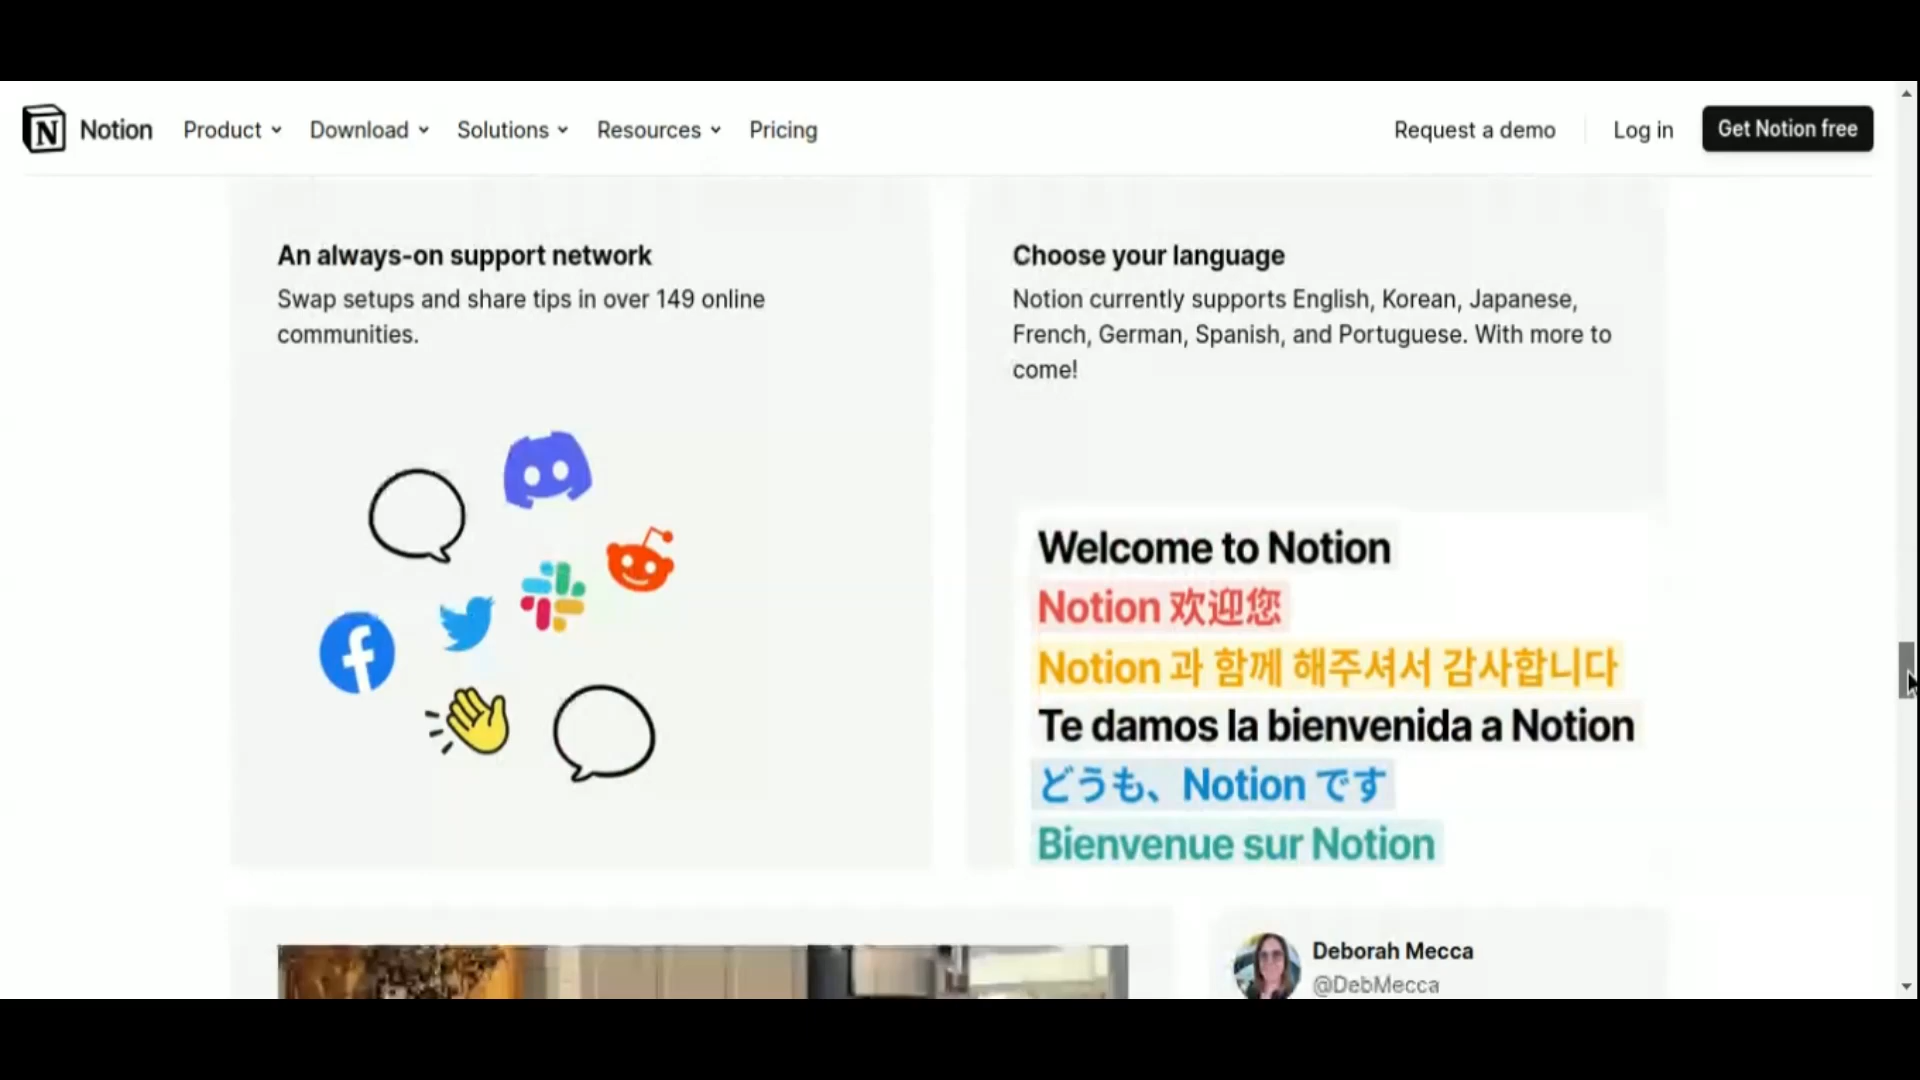 Notion Product Download Solutions Resources Pricing Request a demo Log in Get Notion free
An always-on support network
Swap setups and share tips in over 149 online
communities.
Choose your language
Notion currently supports English, Korean, Japanese,
French, German, Spanish, and Portuguese. With more to
come!
Welcome to Notion
Notion 欢迎您
Notion 과 함께 해주셔서 감사합니다
Te damos la bienvenida a Notion
どうも、Notion です
Bienvenue sur Notion
Deborah Mecca
@DebMecca